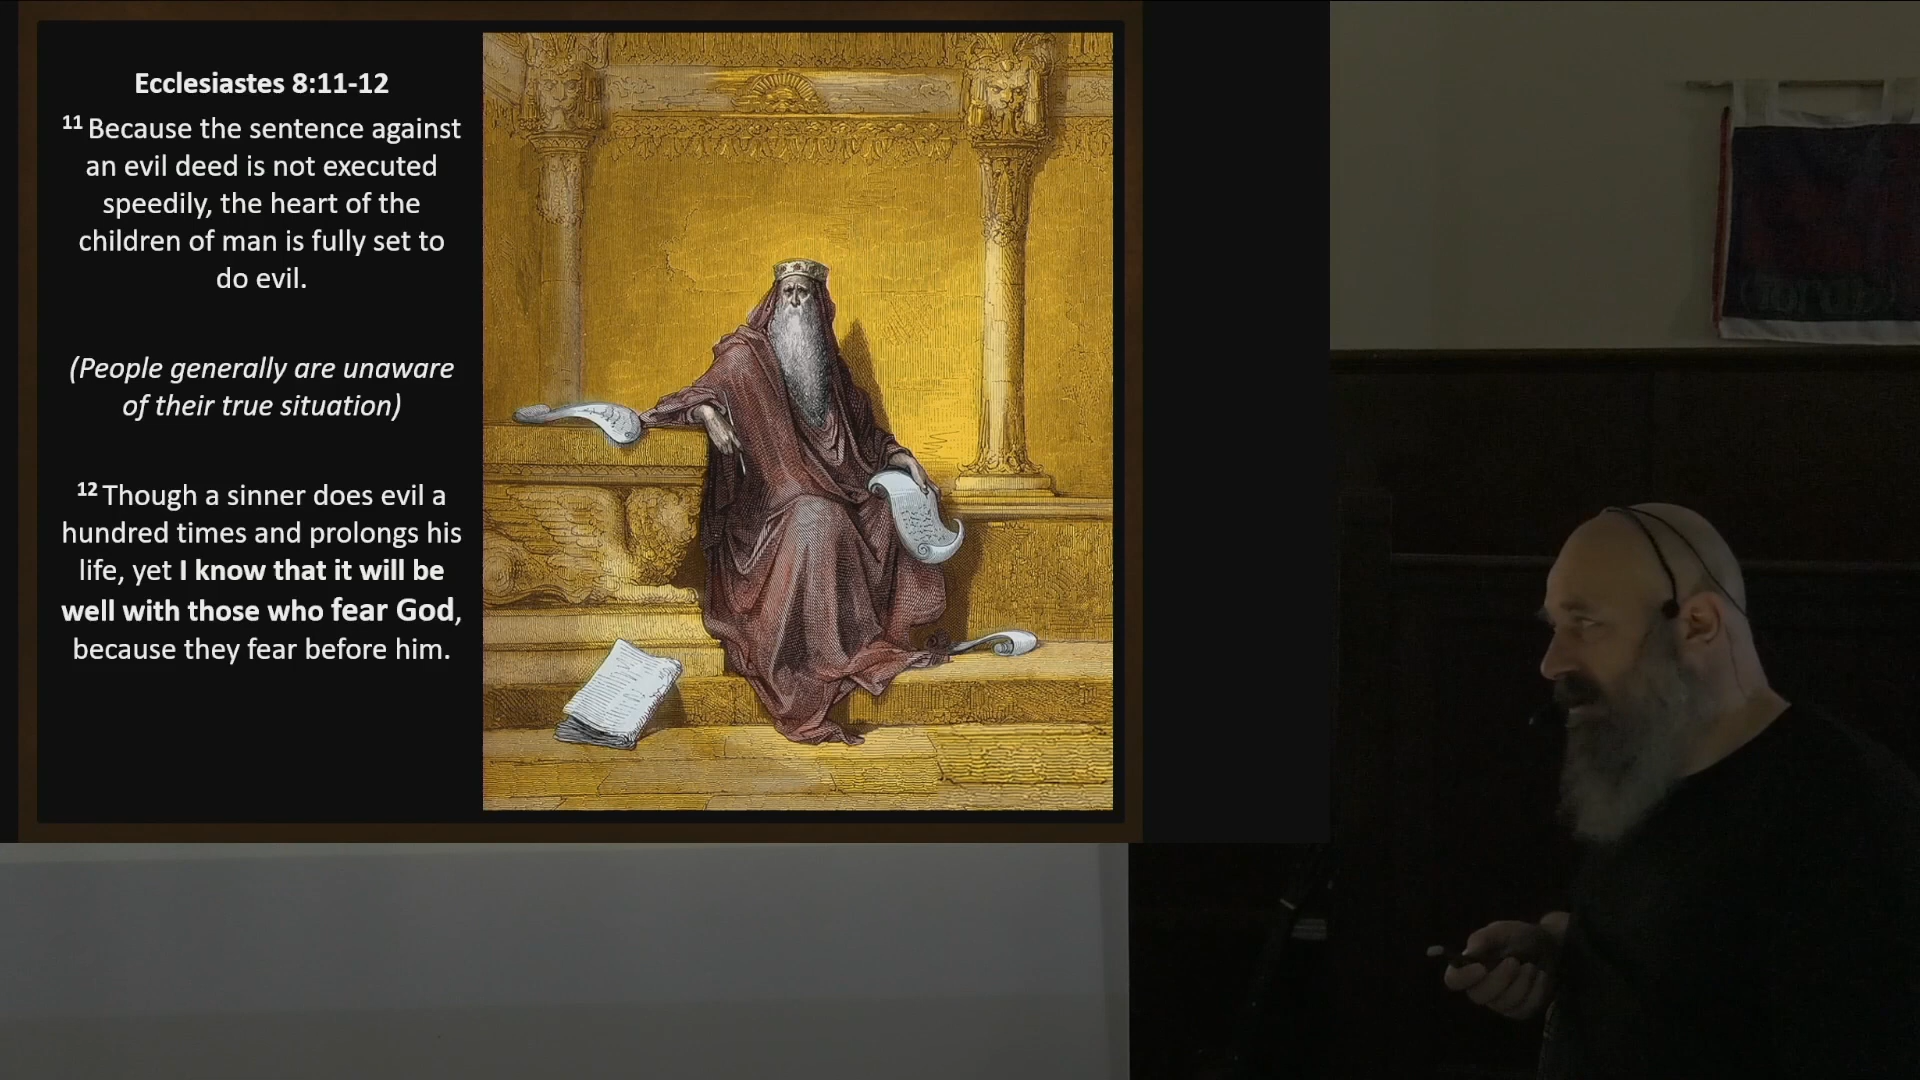 Ecclesiastes 8:11-12
11 Because the sentence against
an evil deed is not executed
speedily, the heart of the
children of man is fully set to
do evil.
(People generally are unaware
of their true situation)
12 Though a sinner does evil a
hundred times and prolongs his
life, yet I know that it will be
well with those who fear God,
because they fear before him.